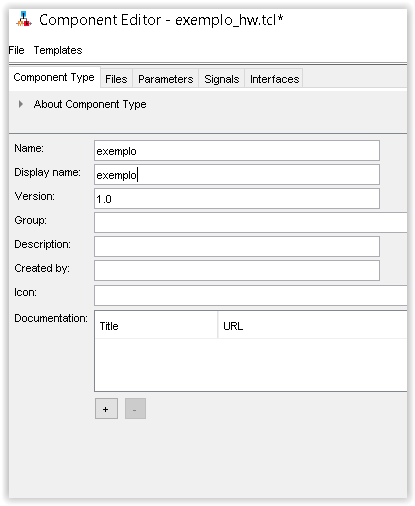 Component Editor - exemplo_hw.tcl*
File Templates
Component Type Files Parameters Signals Interfaces
About Component Type
Name: exemplo
Display name: exemplo
Version: 1.0
Group:
Description:
Created by:
Icon:
Documentation: Title URL
+ -